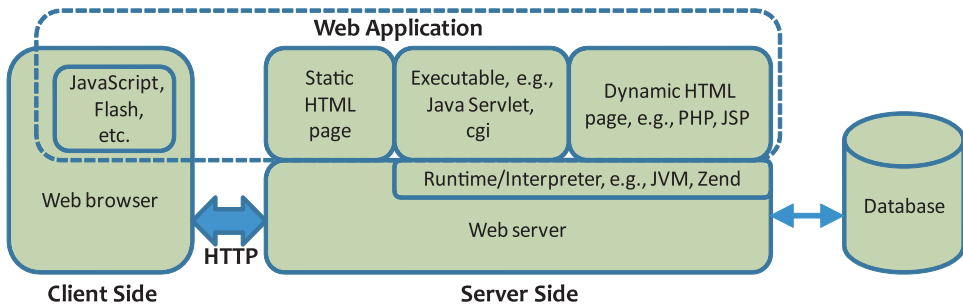 Web Application
JavaScript,
Flash,
etc.
Web browser
Static
HTML
page
Executable, e.g.,
Java Servlet,
cgi
Dynamic HTML
page, e.g., PHP, JSP
Runtime/Interpreter, e.g., JVM, Zend
Web server
HTTP
Database
Client Side
Server Side